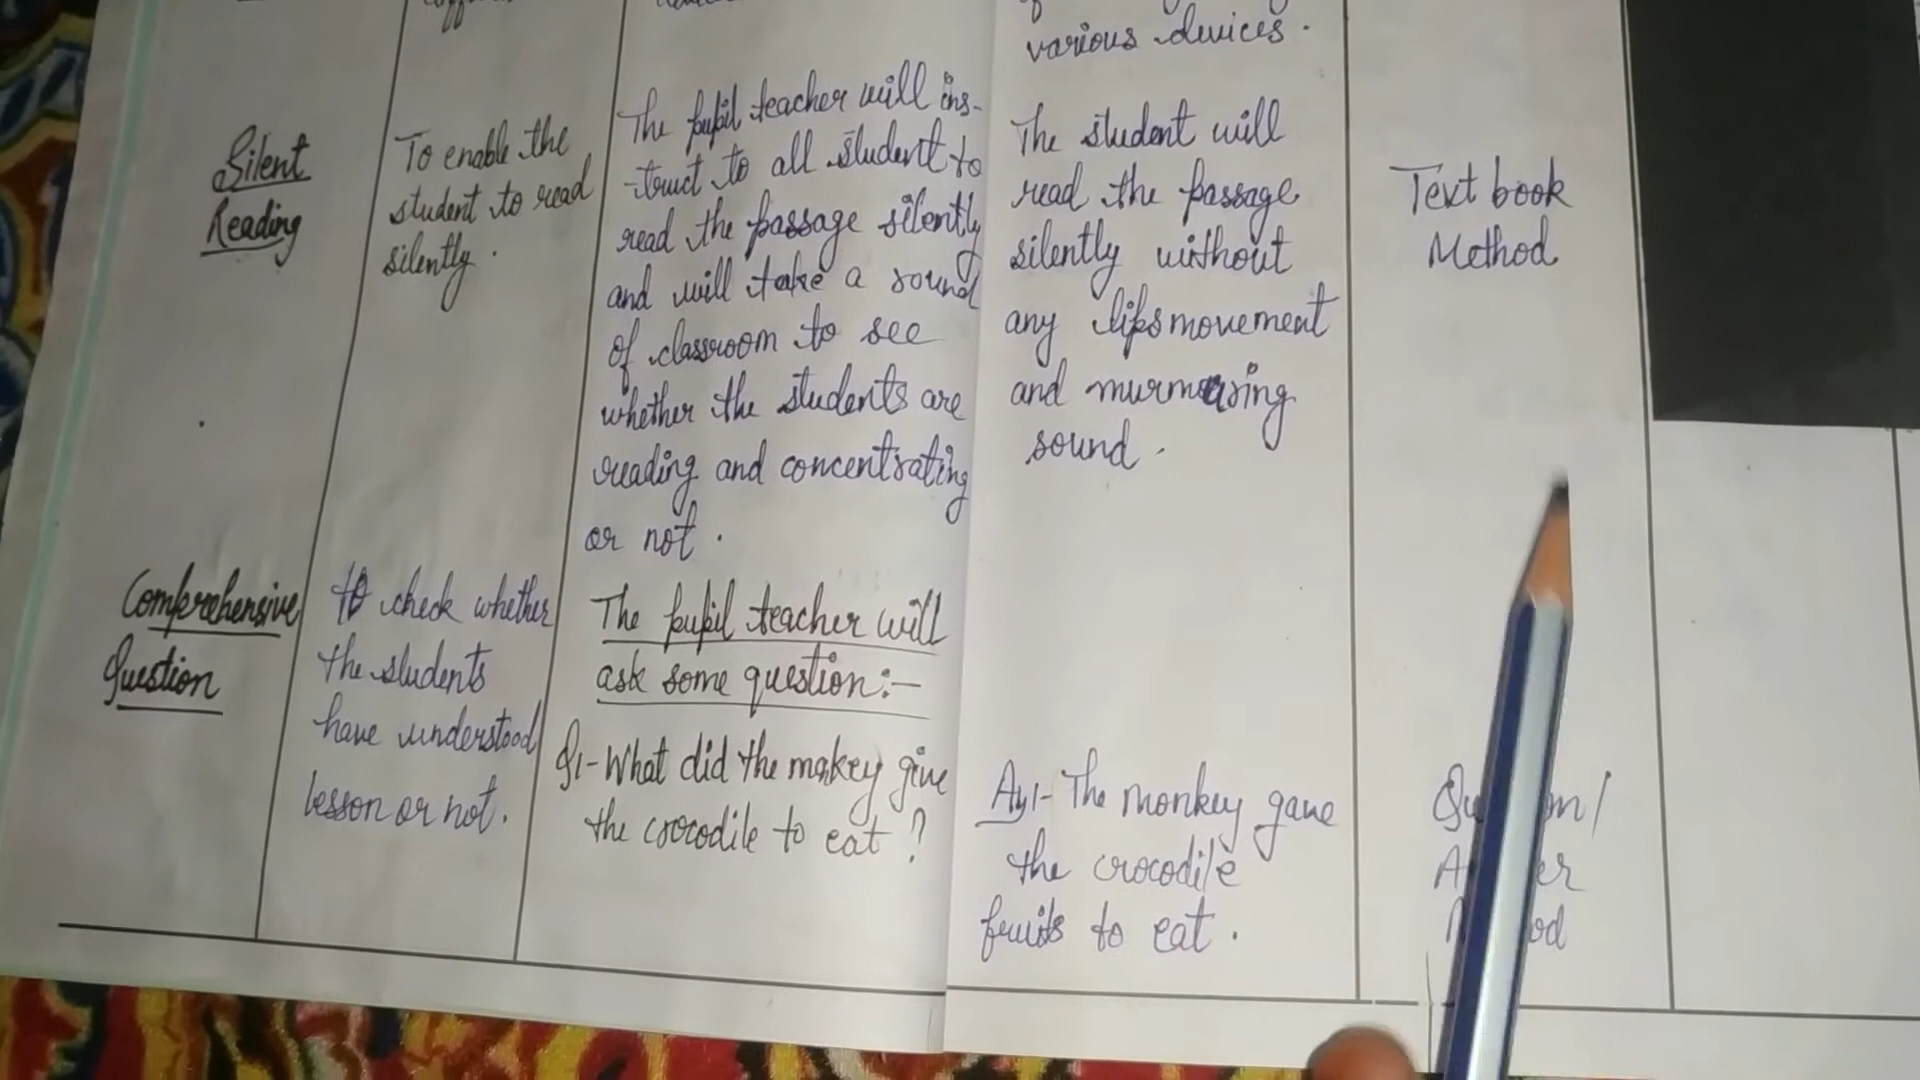 various devices.
Silent
Reading
To enable the
student to read
silently.
The pupil teacher will ins-
-truct to all student to
read the passage silently
and will take a round
of classroom to see
whether the students are
reading and concentrating
or not.
The student will
read the passage
silently without
any lips movement
and murmuring
sound.
Text book
Method
Comprehensive
Question
to check whether
the students
have understood
lesson or not.
The pupil teacher will
ask some question:-
Q1- What did the make​y give
the crocodile to eat?
The monkey gave
the crocodile
fruits to eat.